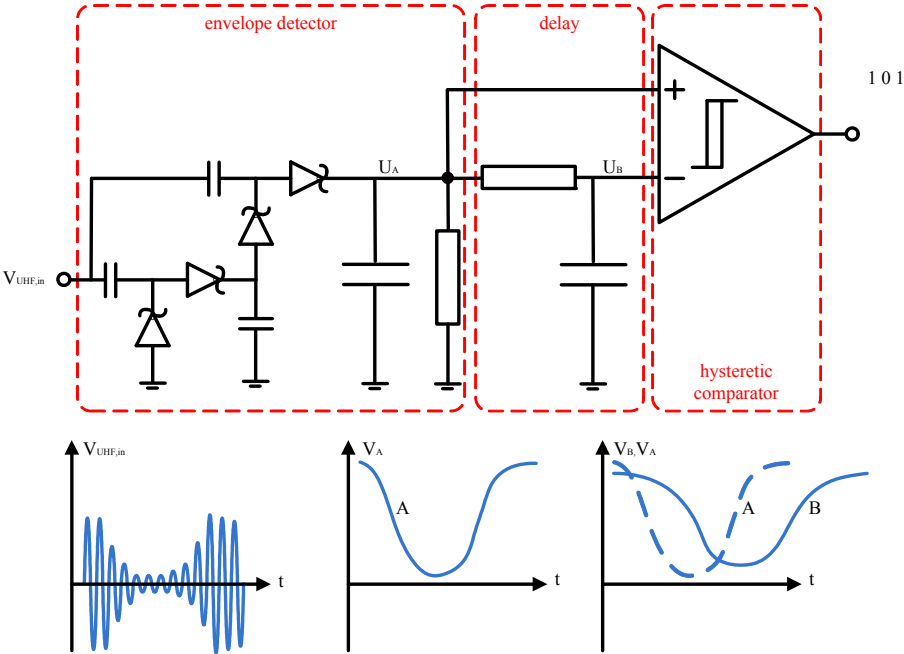 envelope detector
delay
1 0 1
+
U_A
U_B
−
V_UHF,in
hysteretic
comparator
V_UHF,in
V_A
V_B,V_A
A
A
B
t
t
t